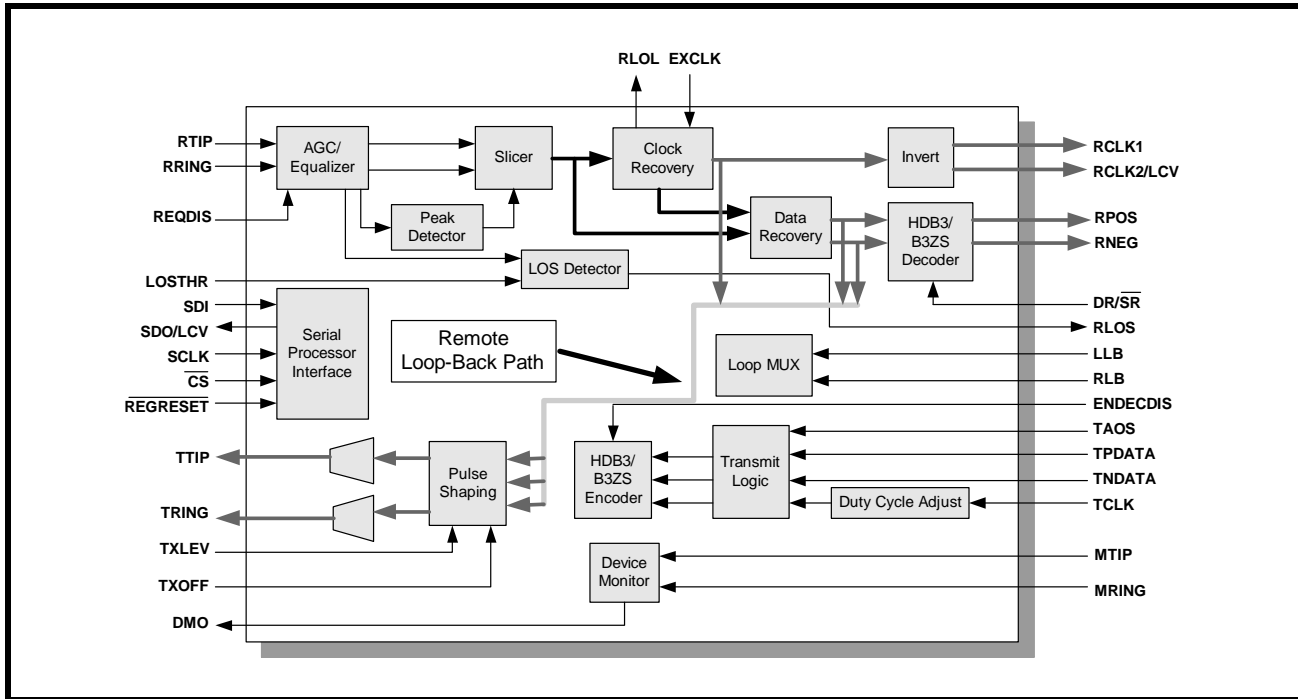 RLOL EXCLK
RTIP
RRING
REQDIS
LOSTHR
SDI
SDO/LCV
SCLK
CS
REGRESET
TTIP
TRING
TXLEV
TXOFF
DMO
AGC/
Equalizer
Slicer
Clock
Recovery
Invert
Peak
Detector
Data
Recovery
HDB3/
B3ZS
Decoder
LOS Detector
Serial
Processor
Interface
Remote
Loop-Back Path
Loop MUX
Pulse
Shaping
HDB3/
B3ZS
Encoder
Transmit
Logic
Duty Cycle Adjust
Device
Monitor
RCLK1
RCLK2/LCV
RPOS
RNEG
DR/SR
RLOS
LLB
RLB
ENDECDIS
TAOS
TPDATA
TNDATA
TCLK
MTIP
MRING